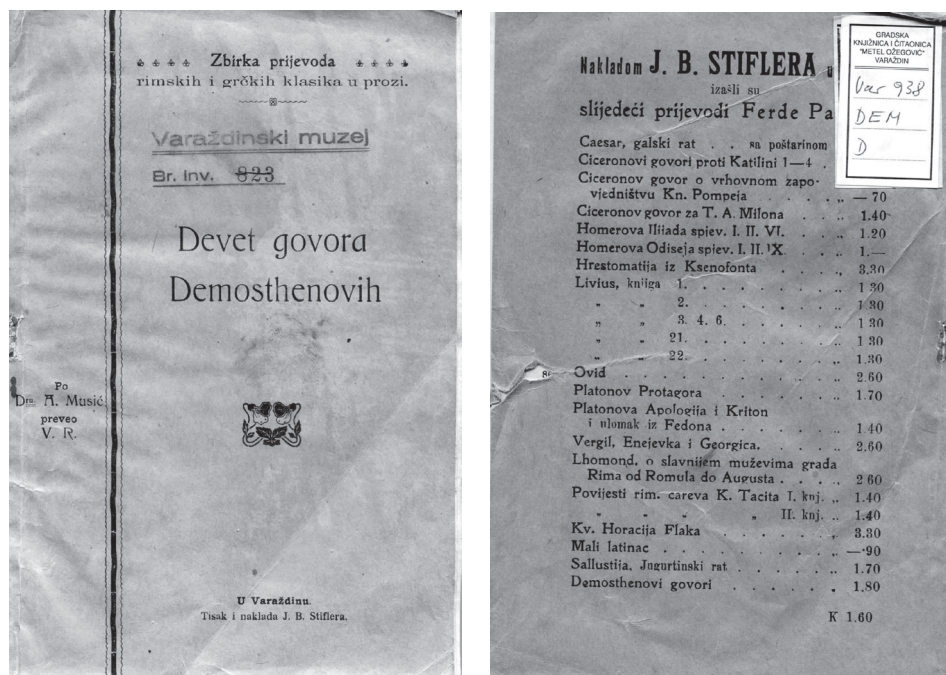 Zbirka prijevoda
rimskih i grčkih klasika u prozi.
Varaždinski muzej
Br. Inv. 823
Devet govora
Demosthenovih
Po
Dru. A. Musić
preveo
V. R.
U Varaždinu.
Tisak i naklada J. B. Stiflera.
Nakladom J. B. STIFLERA u
izašli su
slijedeći prijevodi Ferde Pa
GRADSKA
KNJIŽNICA I ČITAONICA
"METEL OŽEGOVIĆ"
VARAŽDIN
Var 938
DEM
D
Caesar, galski rat . . sa poštarinom
Ciceronovi govori proti Katilini 1—4 .
Ciceronov govor o vrhovnom zapo-
vjedništvu Kn. Pompeja . . . . „ — 70
Ciceronov govor za T. A. Milona . . „ 1.40
Homerova Ilijada spjev. I. II. VI. . . „ 1.20
Homerova Odiseja spjev. I. II. IX. . . „ 1.—
Hrestomatija iz Ksenofonta . . . . „ 3.30
Livius, knjiga 1. . . . . . . „ 1 30
„ „ 2. . . . . . . „ 1 30
„ „ 3. 4. 6. . . . . . „ 1 30
„ „ 21. . . . . . . „ 1 30
„ „ 22. . . . . . . „ 1.30
Ovid . . . . . . . . . „ 2.60
Platonov Protagora . . . . . . „ 1.70
Platonova Apologija i Kriton
i ulomak iz Fedona . . . . . „ 1.40
Vergil, Enejevka i Georgica. . . . „ 2.60
Lhomond, o slavnijem muževima grada
Rima od Romula do Augusta . . . „ 2 60
Povijesti rim. careva K. Tacita I. knj. „ 1.40
„ „ „ „ II. knj. „ 1.40
Kv. Horacija Flaka . . . . . . „ 3.30
Mali latinac . . . . . . . . „ —·90
Sallustija, Jugurtinski rat . . . . . „ 1.70
Demosthenovi govori . . . . . . „ 1.80
K 1.60